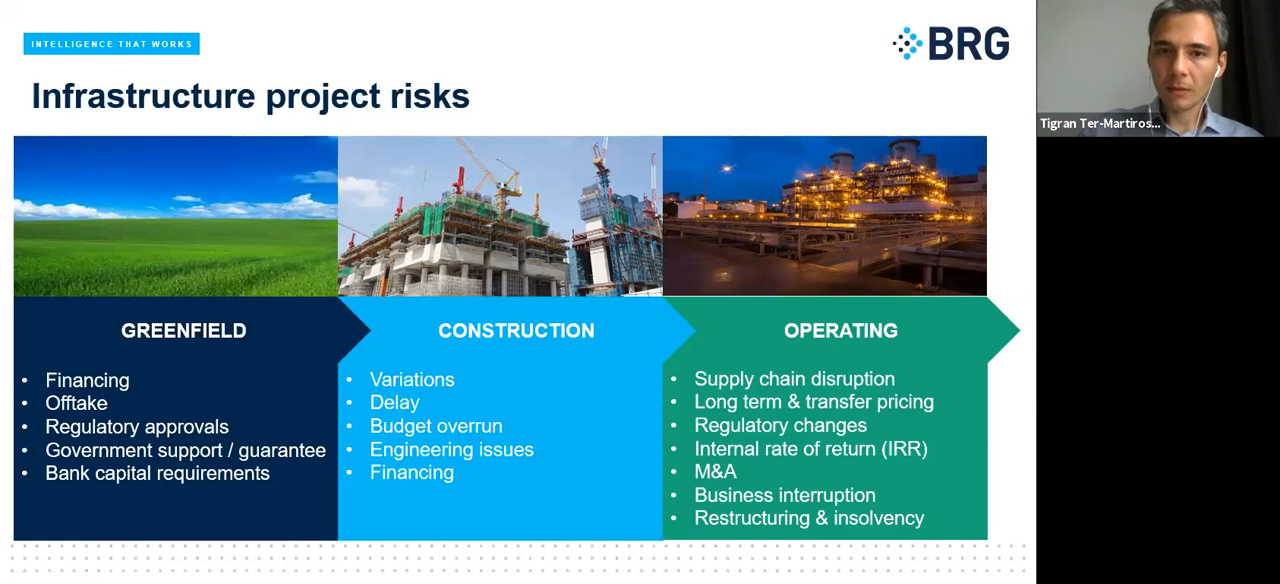 INTELLIGENCE THAT WORKS
BRG
Infrastructure project risks
Tigran Ter-Martiros...
GREENFIELD
• Financing
• Offtake
• Regulatory approvals
• Government support / guarantee
• Bank capital requirements
CONSTRUCTION
• Variations
• Delay
• Budget overrun
• Engineering issues
• Financing
OPERATING
• Supply chain disruption
• Long term & transfer pricing
• Regulatory changes
• Internal rate of return (IRR)
• M&A
• Business interruption
• Restructuring & insolvency